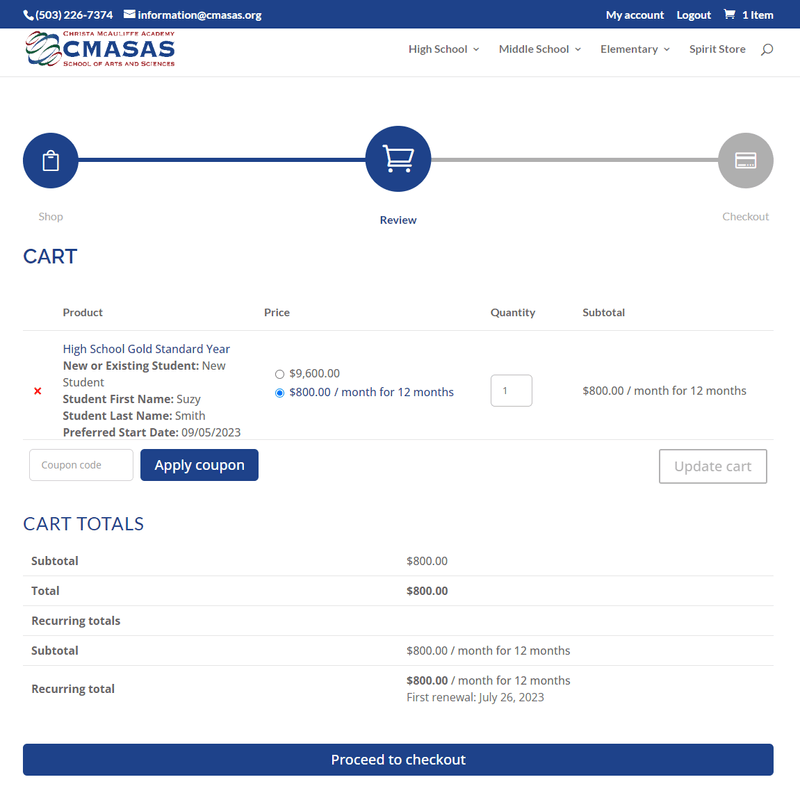 (503) 226-7374 information@cmasas.org My account Logout 1 Item
CHRISTA MCAULIFFE ACADEMY
CMASAS
SCHOOL OF ARTS AND SCIENCES
High School Middle School Elementary Spirit Store
Shop
Review
Checkout
CART
Product Price Quantity Subtotal
High School Gold Standard Year
New or Existing Student: New
Student
Student First Name: Suzy
Student Last Name: Smith
Preferred Start Date: 09/05/2023
$9,600.00
$800.00 / month for 12 months
1
$800.00 / month for 12 months
Coupon code Apply coupon Update cart
CART TOTALS
Subtotal $800.00
Total $800.00
Recurring totals
Subtotal $800.00 / month for 12 months
Recurring total $800.00 / month for 12 months
First renewal: July 26, 2023
Proceed to checkout